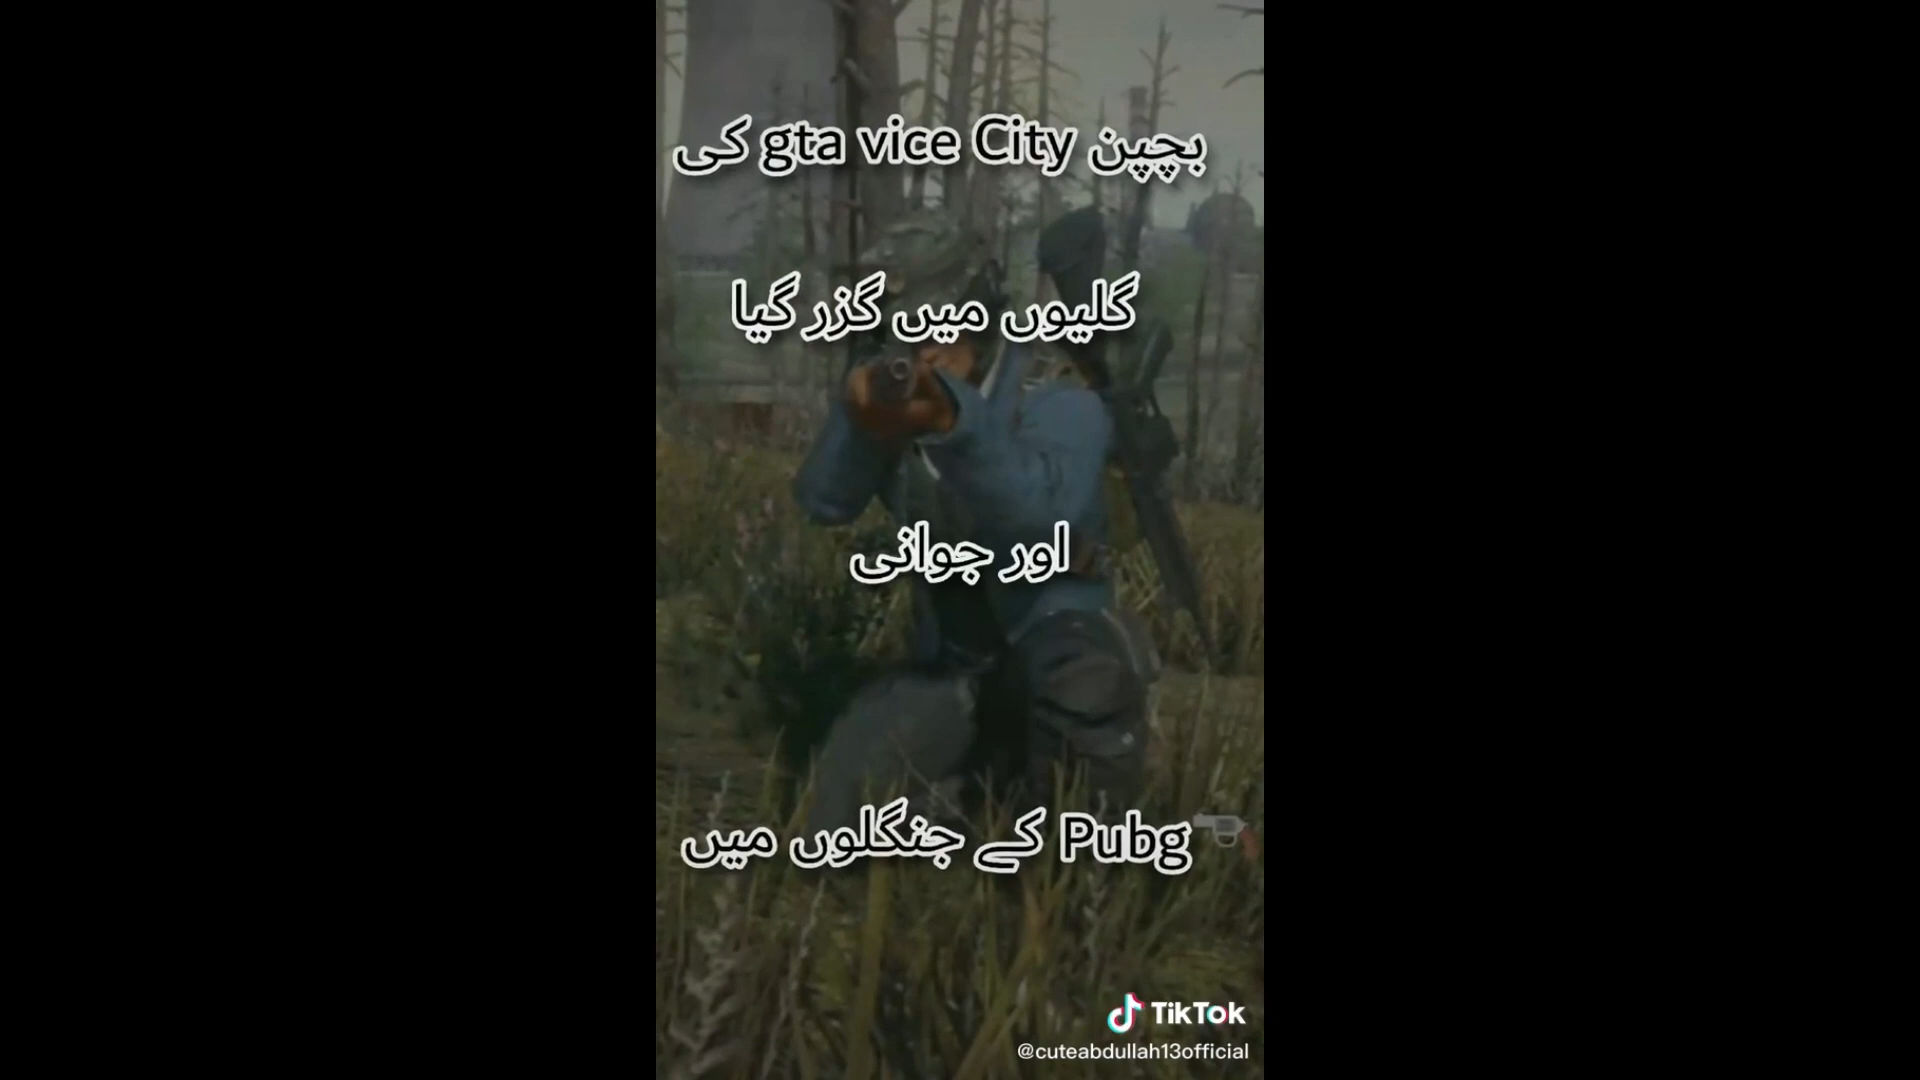 بچپن gta vice City کی
گلیوں میں گزر گیا
اور جوانی
Pubg کے جنگلوں میں
TikTok
@cuteabdullah13official